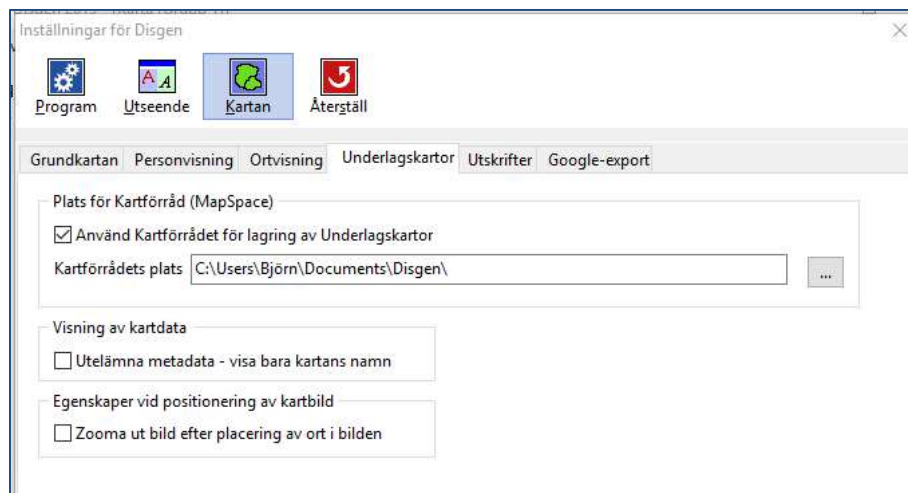 Inställningar för Disgen
Program Utseende Kartan Återställ
Grundkartan Personvisning Ortvisning Underlagskartor Utskrifter Google-export
Plats för Kartförråd (MapSpace)
Använd Kartförrådet för lagring av Underlagskartor
Kartförrådets plats C:\Users\Björn\Documents\Disgen\ ...
Visning av kartdata
Utelämna metadata - visa bara kartans namn
Egenskaper vid positionering av kartbild
Zooma ut bild efter placering av ort i bilden